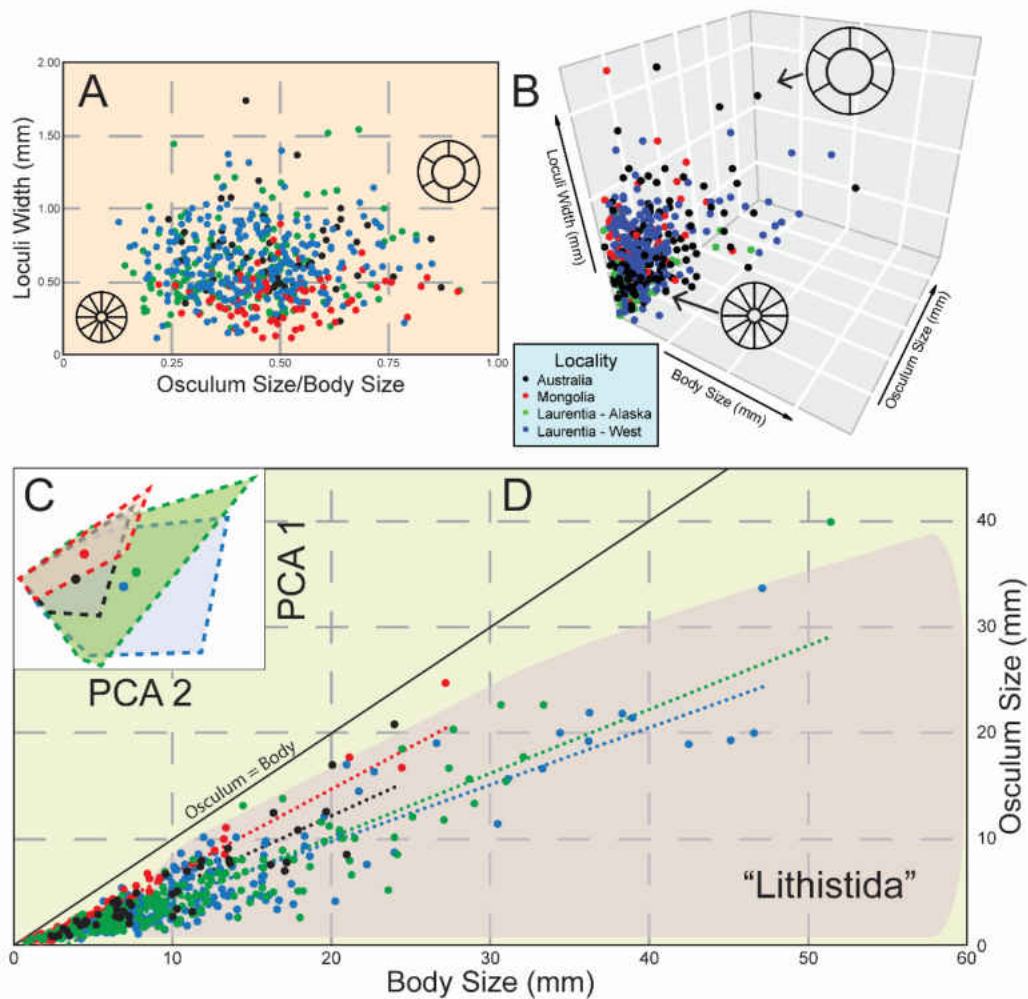 A
Loculi Width (mm)
2.00
1.50
1.00
0.50
0
0
0.25
0.50
0.75
1.00
Osculum Size/Body Size
B
Loculi Width (mm)
Body Size (mm)
Osculum Size (mm)
Locality
Australia
Mongolia
Laurentia - Alaska
Laurentia - West
C
PCA 1
PCA 2
D
Osculum = Body
"Lithistida"
40
30
20
10
0
Osculum Size (mm)
0
10
20
30
40
50
60
Body Size (mm)